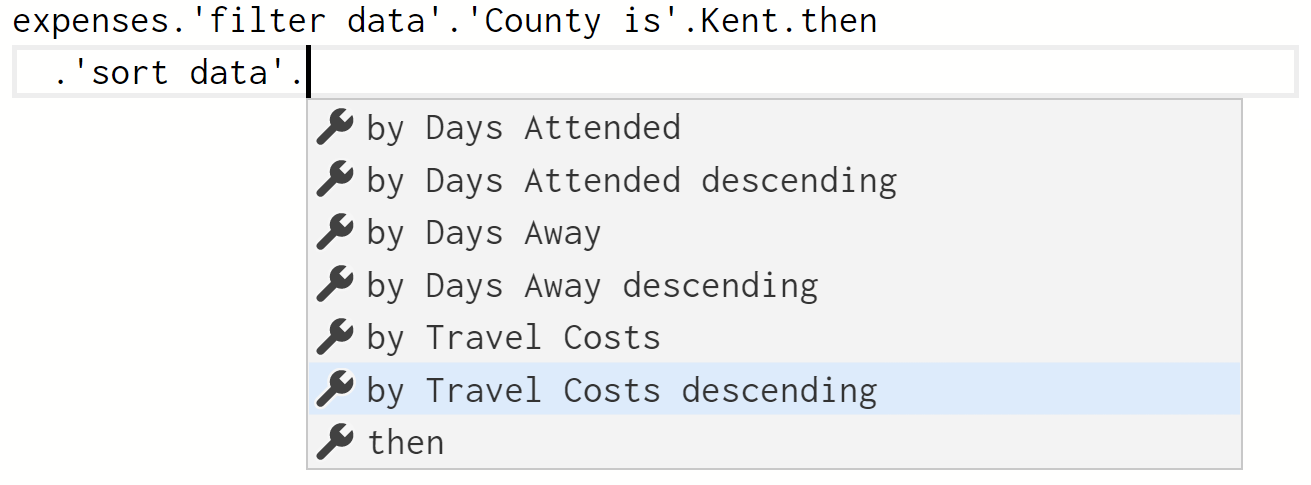 expenses.'filter data'.'County is'.Kent.then
.'sort data'.
by Days Attended
by Days Attended descending
by Days Away
by Days Away descending
by Travel Costs
by Travel Costs descending
then